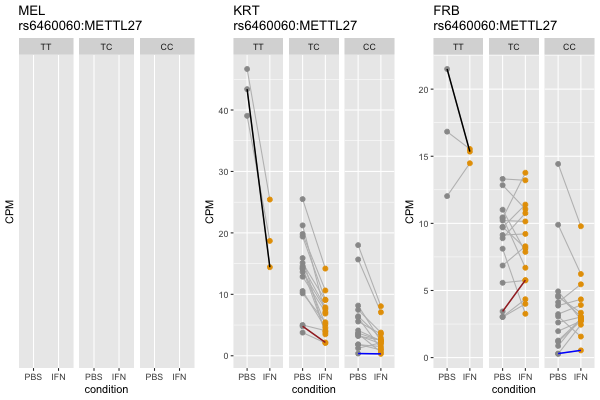 MEL
rs6460060:METTL27
TT TC CC
CPM
PBS IFN PBS IFN PBS IFN
condition
KRT
rs6460060:METTL27
TT TC CC
CPM
40
30
20
10
0
PBS IFN PBS IFN PBS IFN
condition
FRB
rs6460060:METTL27
TT TC CC
CPM
20
15
10
5
0
PBS IFN PBS IFN PBS IFN
condition